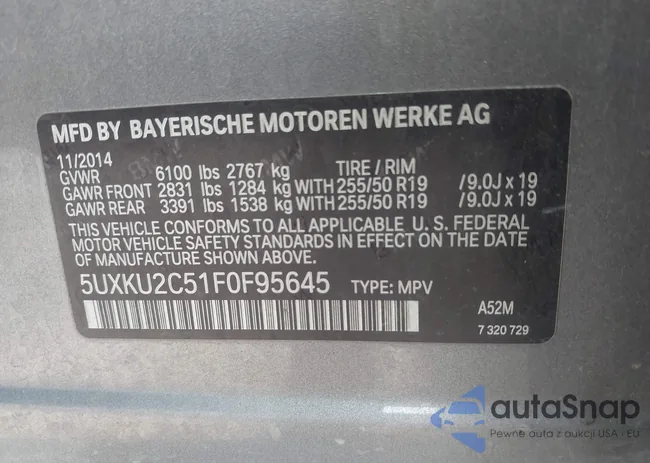 MFD BY BAYERISCHE MOTOREN WERKE AG
11/2014
GVWR 6100 lbs 2767 kg TIRE / RIM
GAWR FRONT 2831 lbs 1284 kg WITH 255/50 R19 /9.0J x 19
GAWR REAR 3391 lbs 1538 kg WITH 255/50 R19 /9.0J x 19
THIS VEHICLE CONFORMS TO ALL APPLICABLE U. S. FEDERAL
MOTOR VEHICLE SAFETY STANDARDS IN EFFECT ON THE DATE
OF MANUFACTURE SHOWN ABOVE.
5UXKU2C51F0F95645 TYPE: MPV
A52M
7 320 729
autaSnap
Pewne auta z aukcji USA i EU